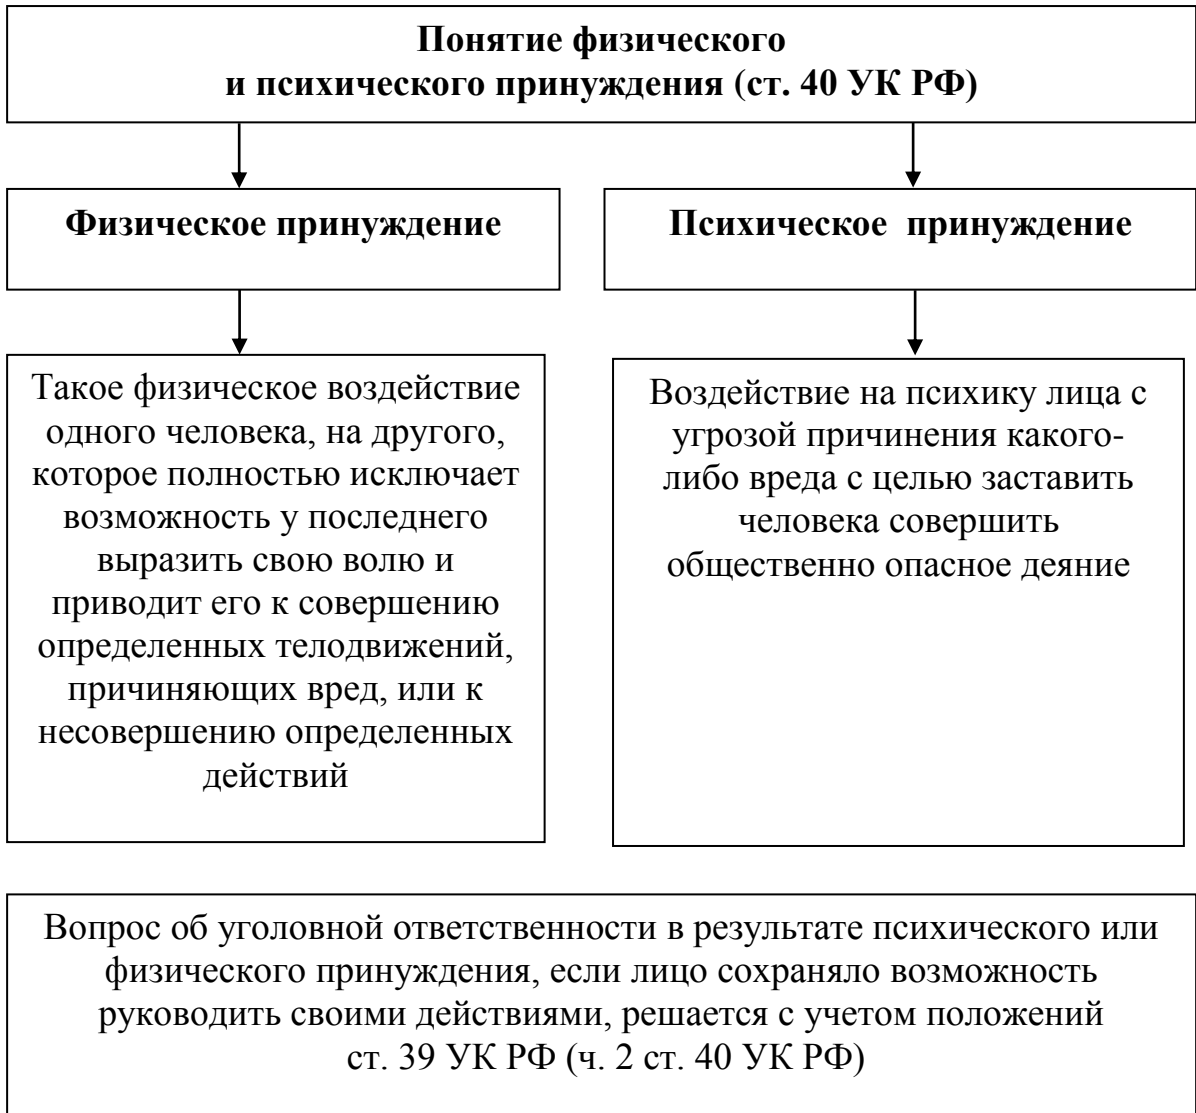 Понятие физического
и психического принуждения (ст. 40 УК РФ)
Физическое принуждение
Психическое принуждение
Такое физическое воздействие
одного человека, на другого,
которое полностью исключает
возможность у последнего
выразить свою волю и
приводит его к совершению
определенных телодвижений,
причиняющих вред, или к
несовершению определенных
действий
Воздействие на психику лица с
угрозой причинения какого-
либо вреда с целью заставить
человека совершить
общественно опасное деяние
Вопрос об уголовной ответственности в результате психического или
физического принуждения, если лицо сохраняло возможность
руководить своими действиями, решается с учетом положений
ст. 39 УК РФ (ч. 2 ст. 40 УК РФ)